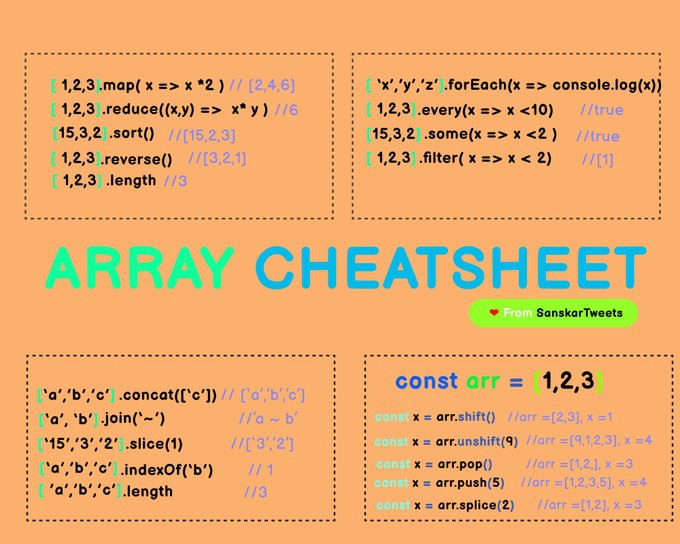 [ 1,2,3].map( x => x *2 ) // [2,4,6]
[ 1,2,3].reduce((x,y) => x* y ) //6
[15,3,2].sort() //[15,2,3]
[ 1,2,3].reverse() //[3,2,1]
[ 1,2,3].length //3
[ 'x','y','z'].forEach(x => console.log(x))
[ 1,2,3].every(x => x <10) //true
[15,3,2].some(x => x <2 ) //true
[ 1,2,3].filter( x => x < 2) //[1]
ARRAY CHEATSHEET
❤ From SanskarTweets
['a','b','c'].concat(['c']) // ['a','b','c']
['a', 'b'].join('~') //'a ~ b'
['15','3','2'].slice(1) //['3','2']
['a','b','c'].indexOf('b') // 1
[ 'a','b','c'].length //3
const arr = [1,2,3]
const x = arr.shift() //arr =[2,3], x =1
const x = arr.unshift(9) //arr =[9,1,2,3], x =4
const x = arr.pop() //arr =[1,2,], x =3
const x = arr.push(5) //arr =[1,2,3,5], x =4
const x = arr.splice(2) //arr =[1,2], x =3